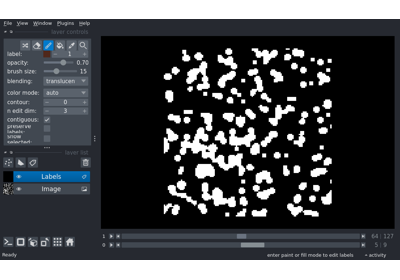 File View Window Plugins Help
layer controls
label: 1
opacity: 0.70
brush size: 15
blending: translucen
color mode: auto
contour: 0
n edit dim: 3
contiguous:
preserve
labels:
show
selected:
layer list
Labels
Image
1 64 127
0 5 9
Ready enter paint or fill mode to edit labels activity